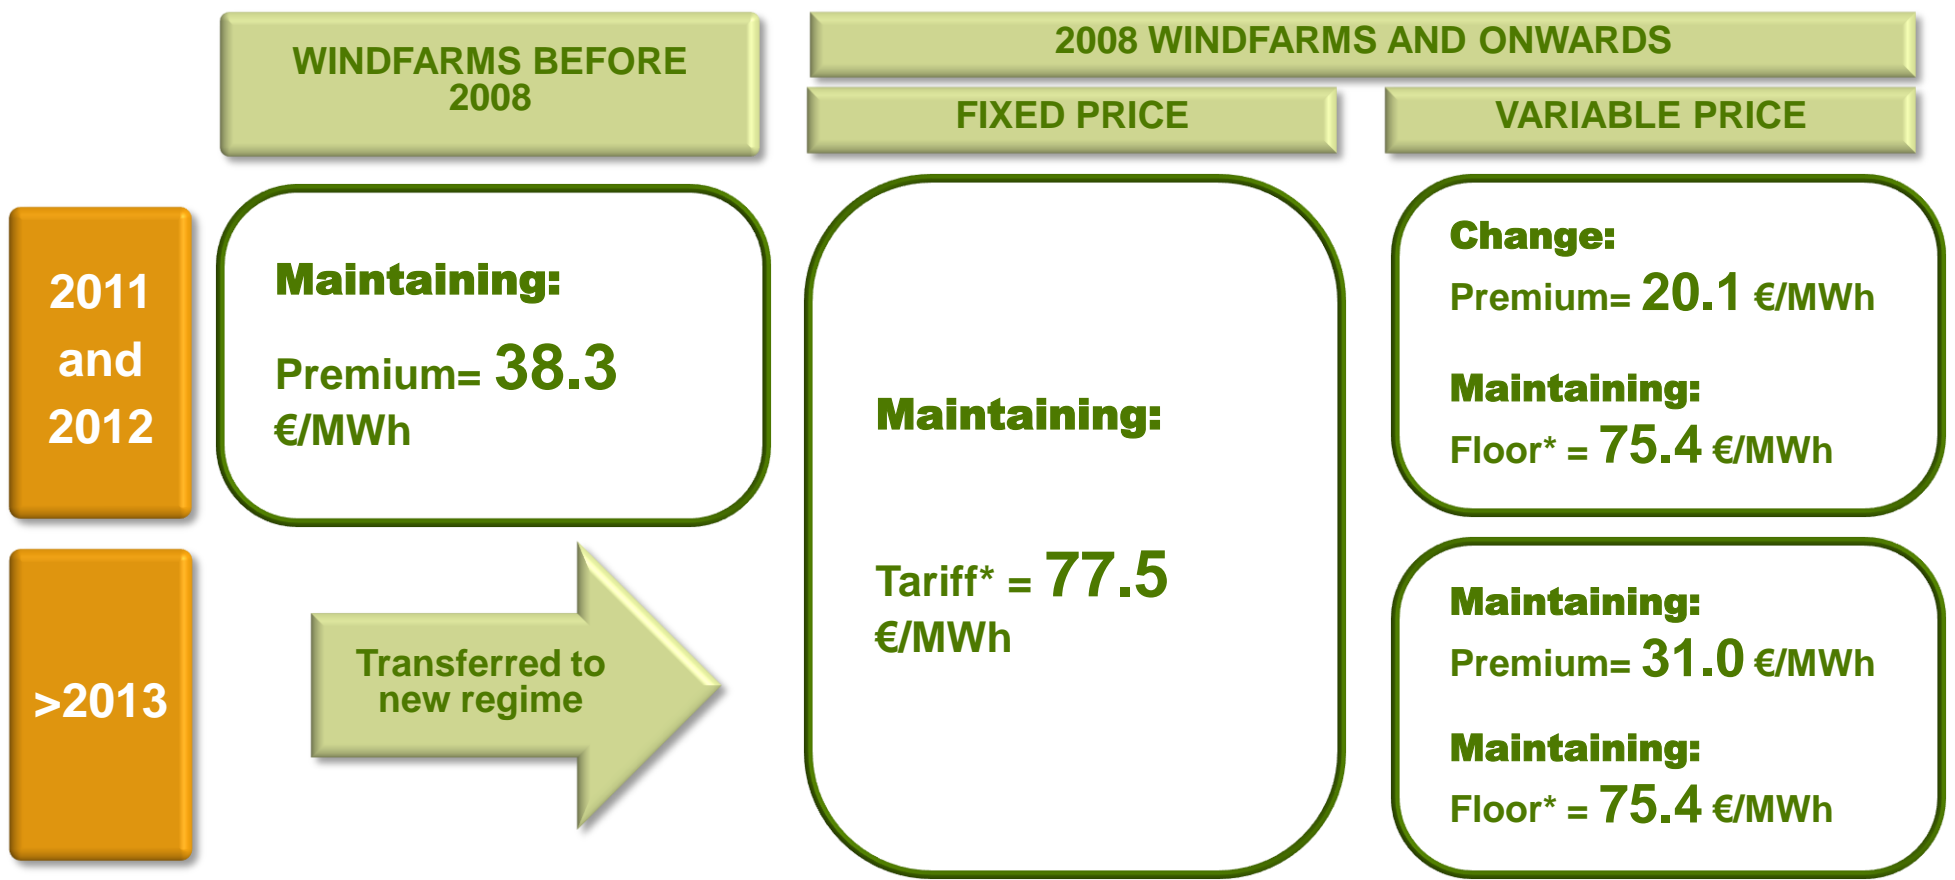 WINDFARMS BEFORE
2008
2008 WINDFARMS AND ONWARDS
FIXED PRICE
VARIABLE PRICE
2011
and
2012
Maintaining:
Premium= 38.3
€/MWh
Maintaining:
Tariff* = 77.5
€/MWh
Change:
Premium= 20.1 €/MWh
Maintaining:
Floor* = 75.4 €/MWh
>2013
Transferred to
new regime
Maintaining:
Premium= 31.0 €/MWh
Maintaining:
Floor* = 75.4 €/MWh